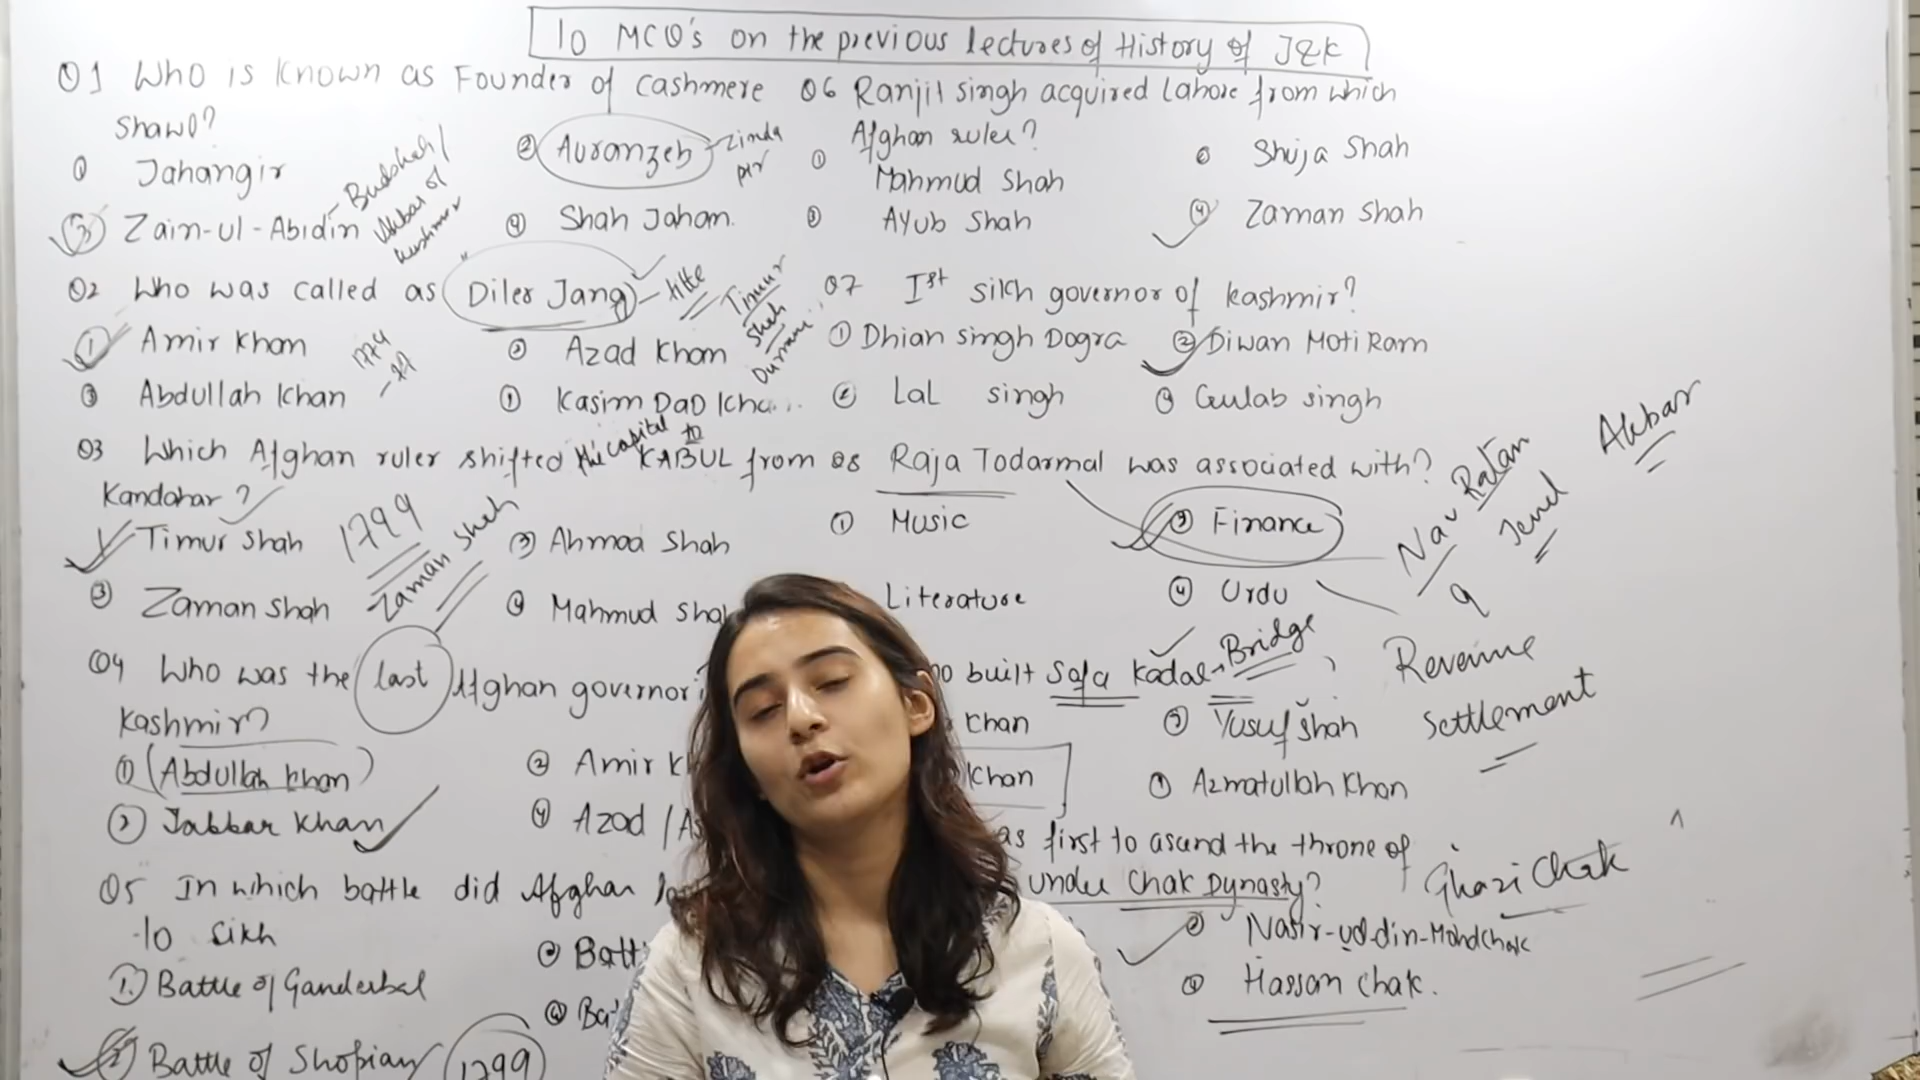 10 MCQ's on the previous lectures of History of J&K
Q1 Who is known as Founder of Cashmere
Shawl?
① Jahangir
② Auranzeb - Zinda
pir
③ Zain-ul-Abidin - Budshah/
Akbar of
Kashmir
④ Shah Jahan.
Q2 Who was called as "Diler Jang - title
Timur
Shah
Durrani
① Amir Khan
② Azad Khan
③ Abdullah Khan
① Kasim Dad Kha...
Q3 Which Afghan ruler shifted the capital to
KABUL from
Kandahar?
Timur Shah
1799
Zaman Shah
② Ahmad Shah
③ Zaman Shah
④ Mahmud Sha
Q4 Who was the last Afghan governor
Kashmir?
① (Abdullah Khan)
② Amir K
③ Jabbar Khan
④ Azad /A
Q5 In which battle did Afghan
to Sikh
① Battle of Ganderbal
② Batt
③ Battle of Shopian 1799
④ Ba
Q6 Ranjit Singh acquired Lahore from which
Afghan ruler?
① Mahmud Shah
Shuja Shah
③ Ayub Shah
④ Zaman Shah
Q7 Ist sikh governor of Kashmir?
① Dhian Singh Dogra
② Diwan Moti Ram
Lal Singh
④ Gulab Singh
Q8 Raja Todarmal was associated with?
① Music
③ Finance
Literature
④ Urdu
Nav Ratan
9 Jewel
Akbar
Revenue
Settlement
built Safa Kadal - Bridge
Khan
③ Yusuf Shah
Khan
Azmatullah Khan
as first to ascend the throne of
under Chak Dynasty?
Ghazi Chak
② Nasir-ud-din-Mohdchak
④ Hassan Chak.